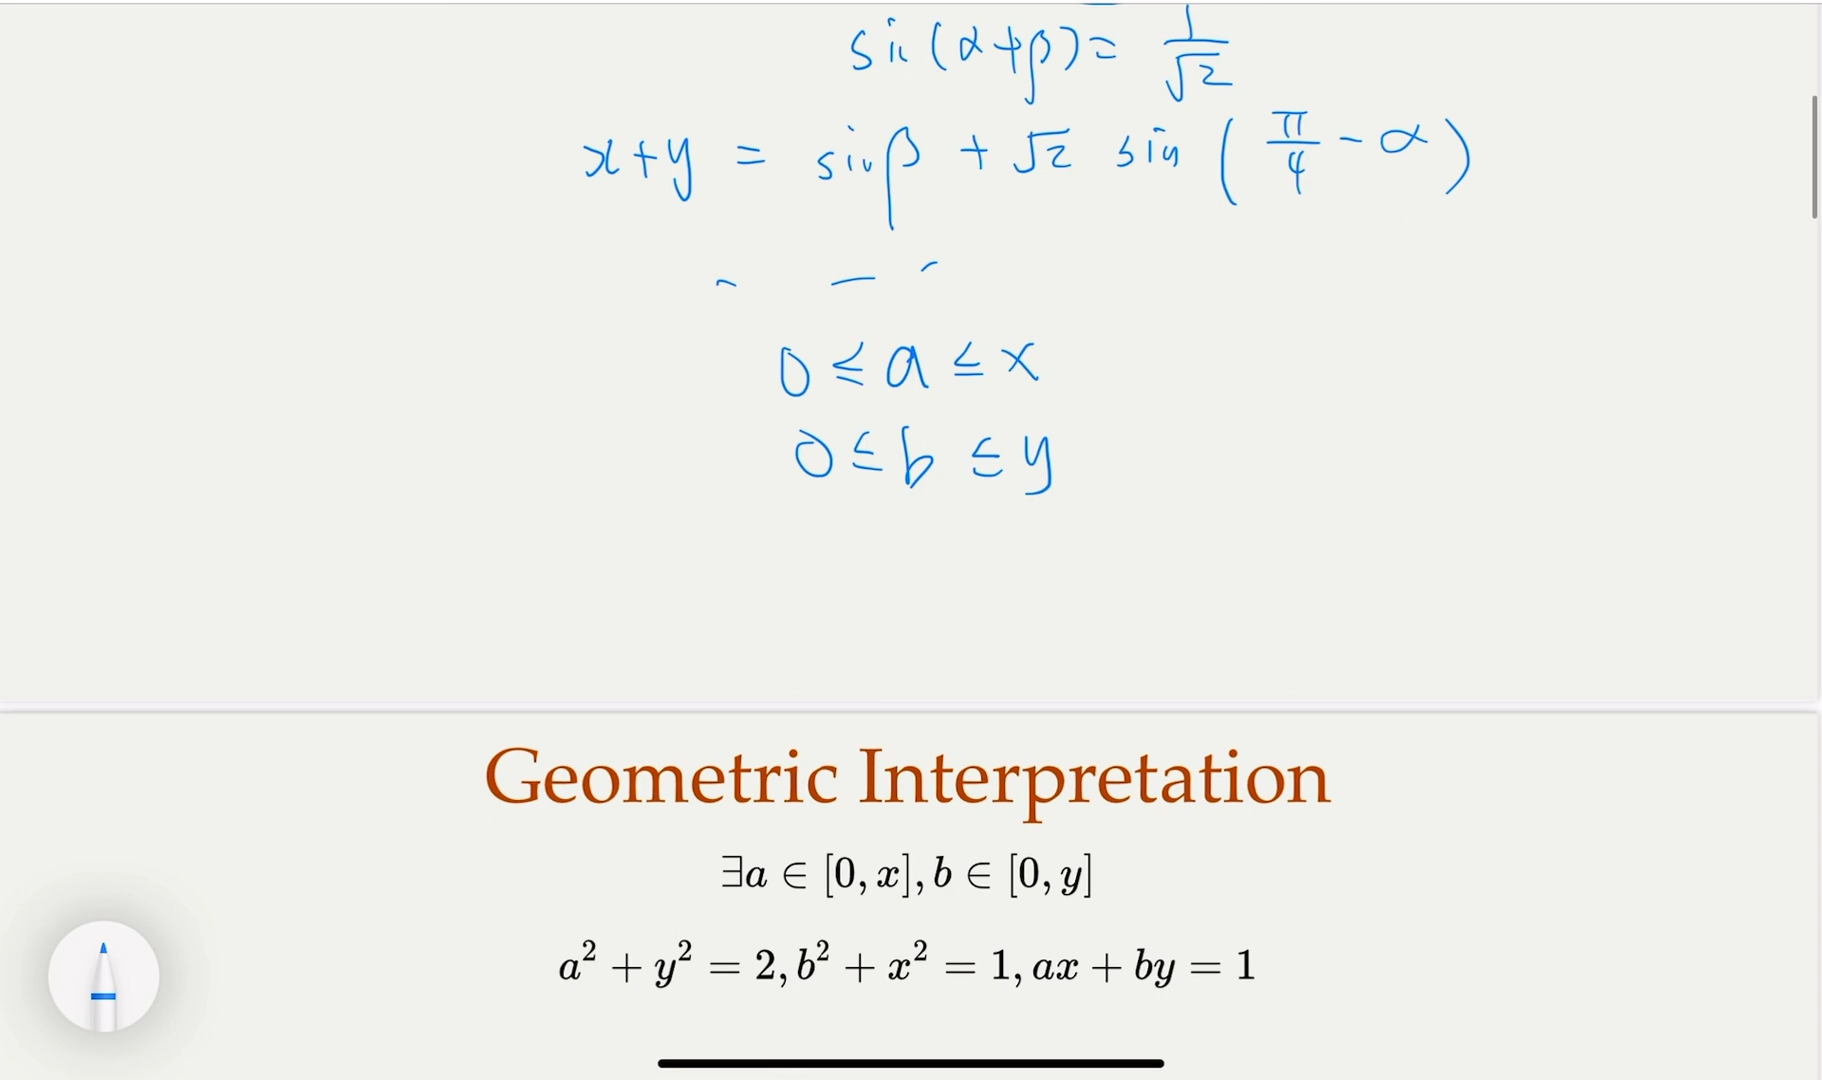 sin(α+β) = 1/√2
x+y = sinβ + √2 sin(π/4 - α)
0 ≤ a ≤ x
0 ≤ b ≤ y
Geometric Interpretation
∃a ∈ [0, x], b ∈ [0, y]
a² + y² = 2, b² + x² = 1, ax + by = 1